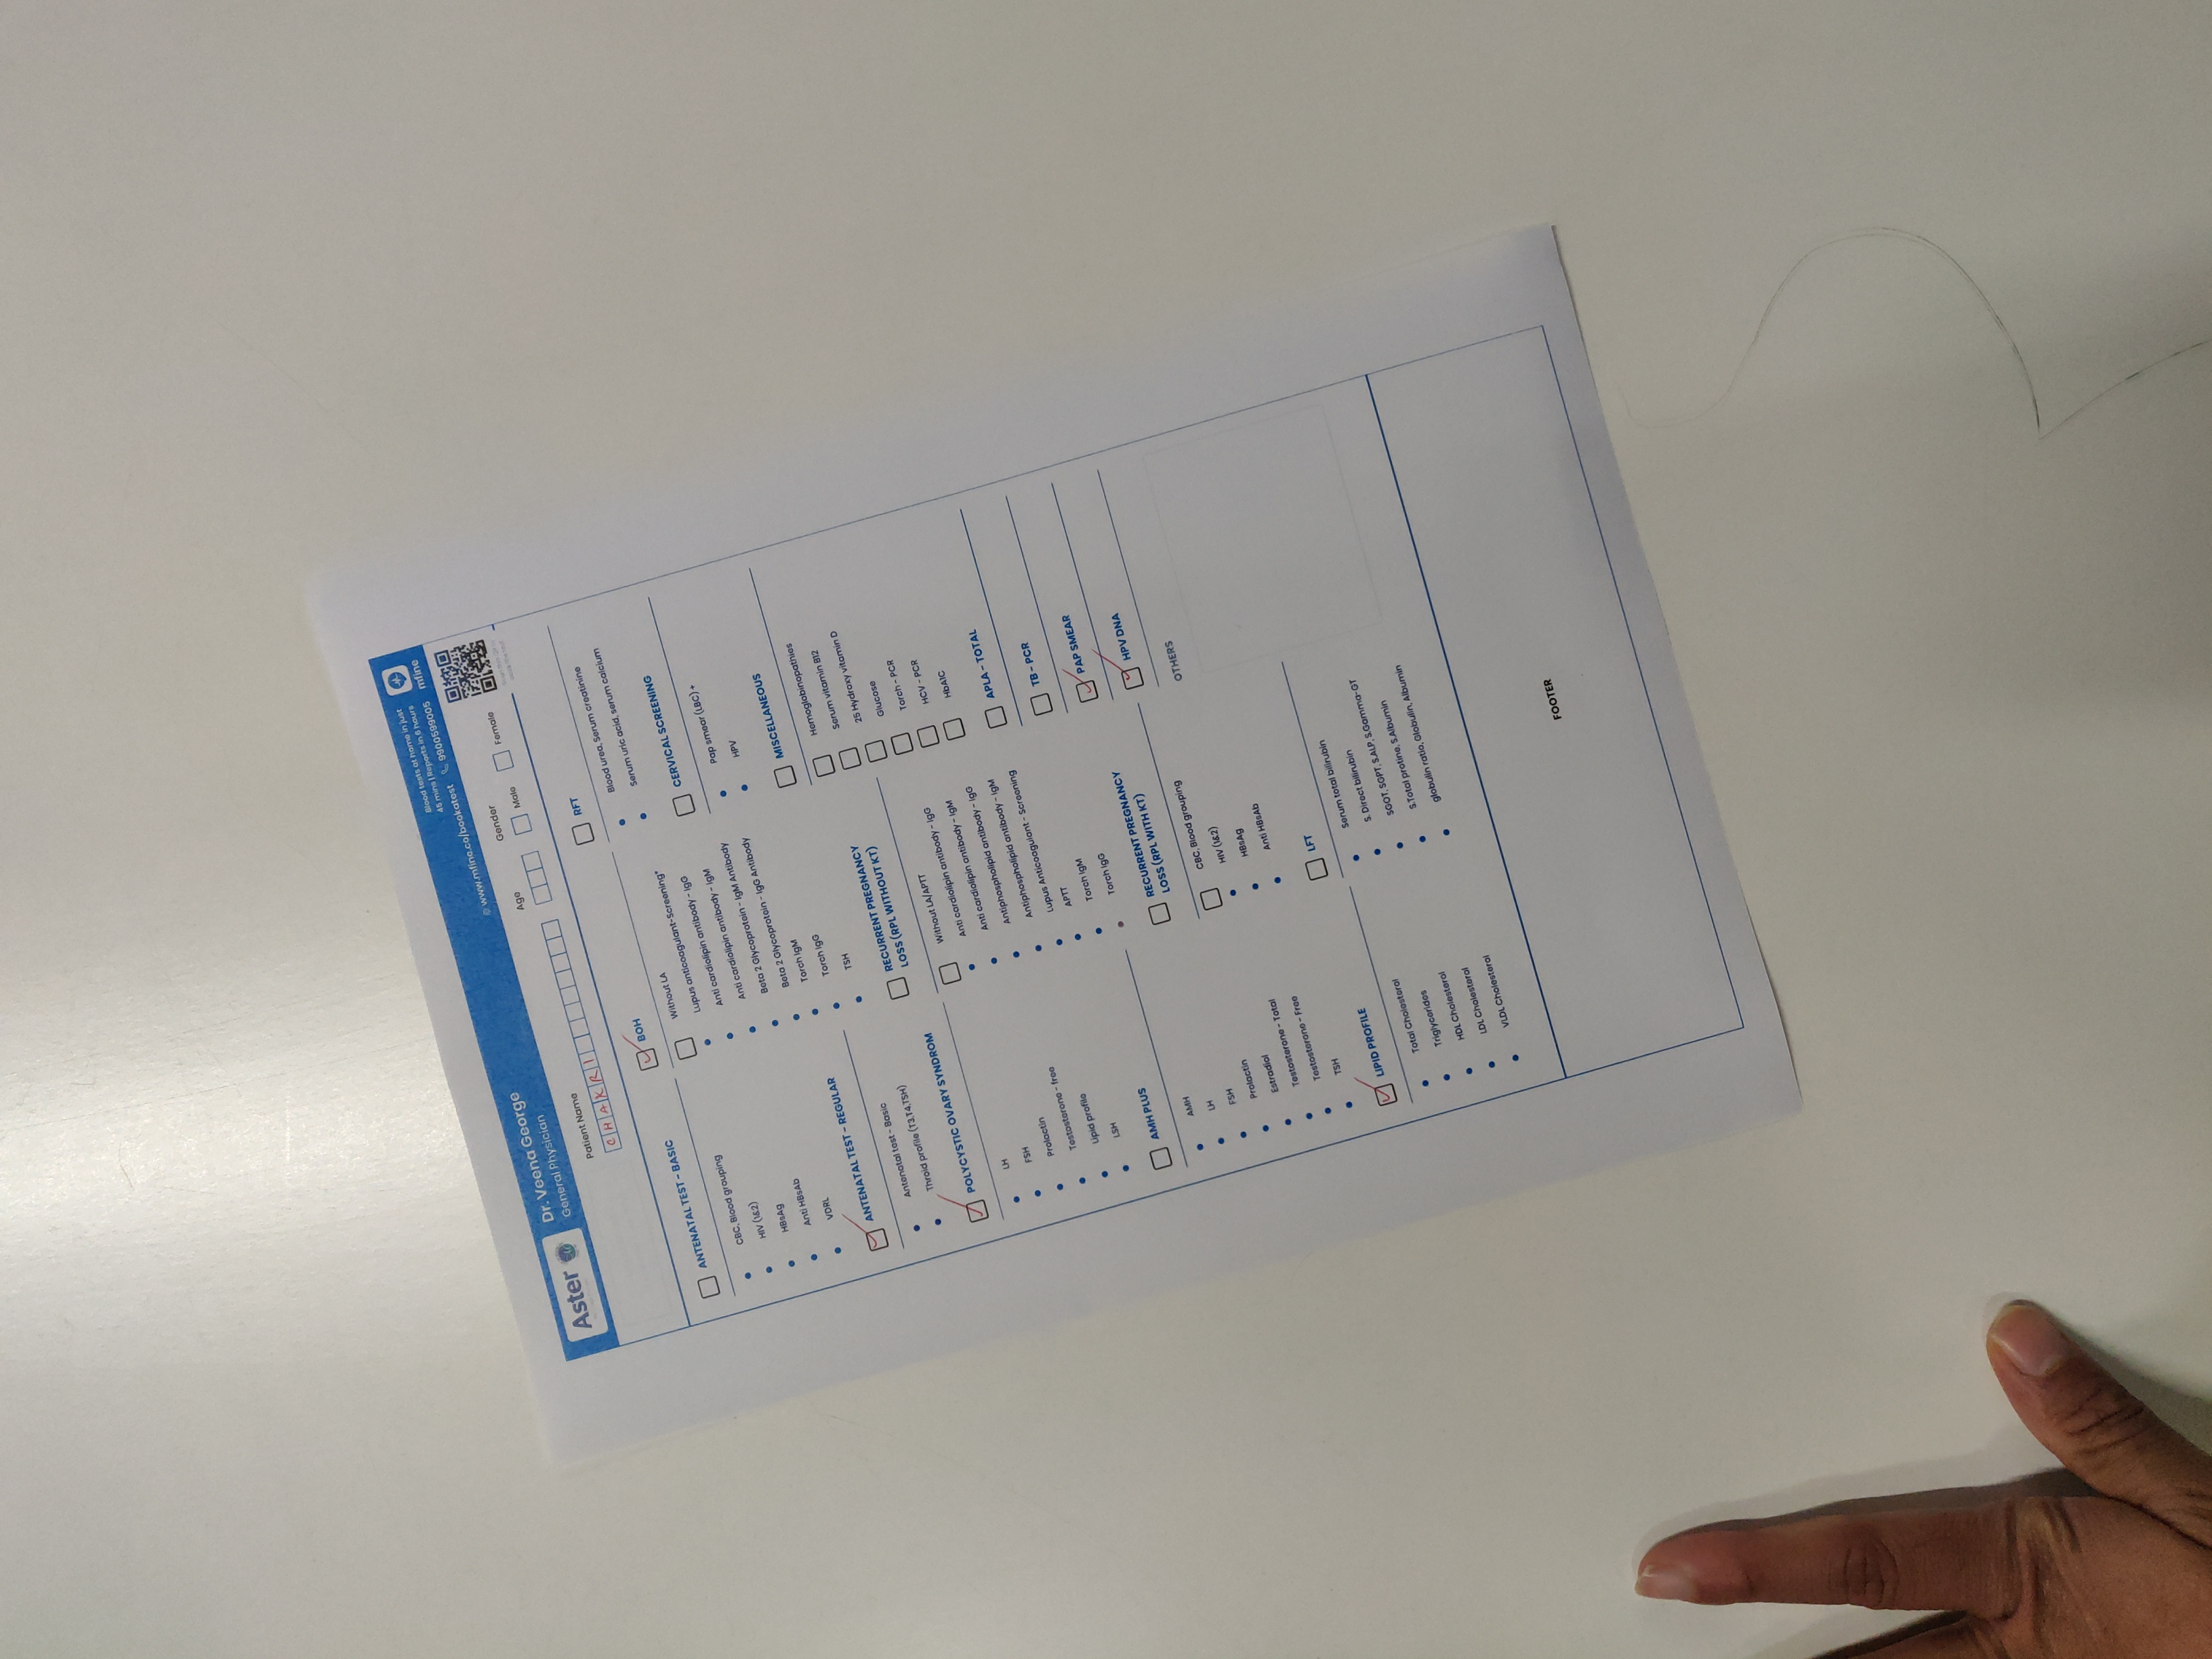 Aster
Dr. Veena George
General Physician
Blood tests at home in just
45 mins | Reports in 6 hours
www.mfine.co/bookatest 9900599005
mfine
Patient Name
CHAKRI
Age
Gender
Male
Female
ANTENATAL TEST - BASIC
CBC, Blood grouping
HIV (1&2)
HBsAg
Anti HBsAb
VDRL
ANTENATAL TEST - REGULAR
Antenatal test - Basic
Throid profile (T3,T4,TSH)
POLYCYSTIC OVARY SYNDROM
LH
FSH
Prolactin
Testosterone - free
Lipid profile
LSH
AMH PLUS
AMH
LH
FSH
Prolactin
Estradiol
Testosterone - Total
Testosterone - Free
TSH
LIPID PROFILE
Total Cholesterol
Triglycerides
HDL Cholesterol
LDL Cholesterol
VLDL Cholesterol
BOH
Without LA
Lupus anticoagulant-Screening*
Anti cardiolipin antibody - IgG
Anti cardiolipin antibody - IgM
Beta 2 Glycoprotein - IgM Antibody
Beta 2 Glycoprotein - IgG Antibody
Torch IgM
Torch IgG
TSH
RECURRENT PREGNANCY
LOSS (RPL WITHOUT KT)
Without LA/APTT
Anti cardiolipin antibody - IgG
Anti cardiolipin antibody - IgM
Antiphospholipid antibody - IgG
Antiphospholipid antibody - IgM
Lupus Anticoagulant - Screening
APTT
Torch IgM
Torch IgG
RECURRENT PREGNANCY
LOSS (RPL WITH KT)
CBC, Blood grouping
HIV (1&2)
HBsAg
Anti HBsAb
LFT
Serum total bilirubin
S. Direct bilirubin
SGOT, SGPT, S.ALP, S.Gamma-GT
S.Total protine, S.Albumin
globulin ratio, Globulin, Albumin
RFT
Blood urea, Serum creatinine
Serum uric acid, serum calcium
CERVICAL SCREENING
Pap smear (LBC) +
HPV
MISCELLANEOUS
Hemoglobinopathies
Serum vitamin B12
25 Hydroxy vitamin D
Glucose
Torch - PCR
HCV - PCR
HbA1C
APLA - TOTAL
TB - PCR
PAP SMEAR
HPV DNA
OTHERS
FOOTER